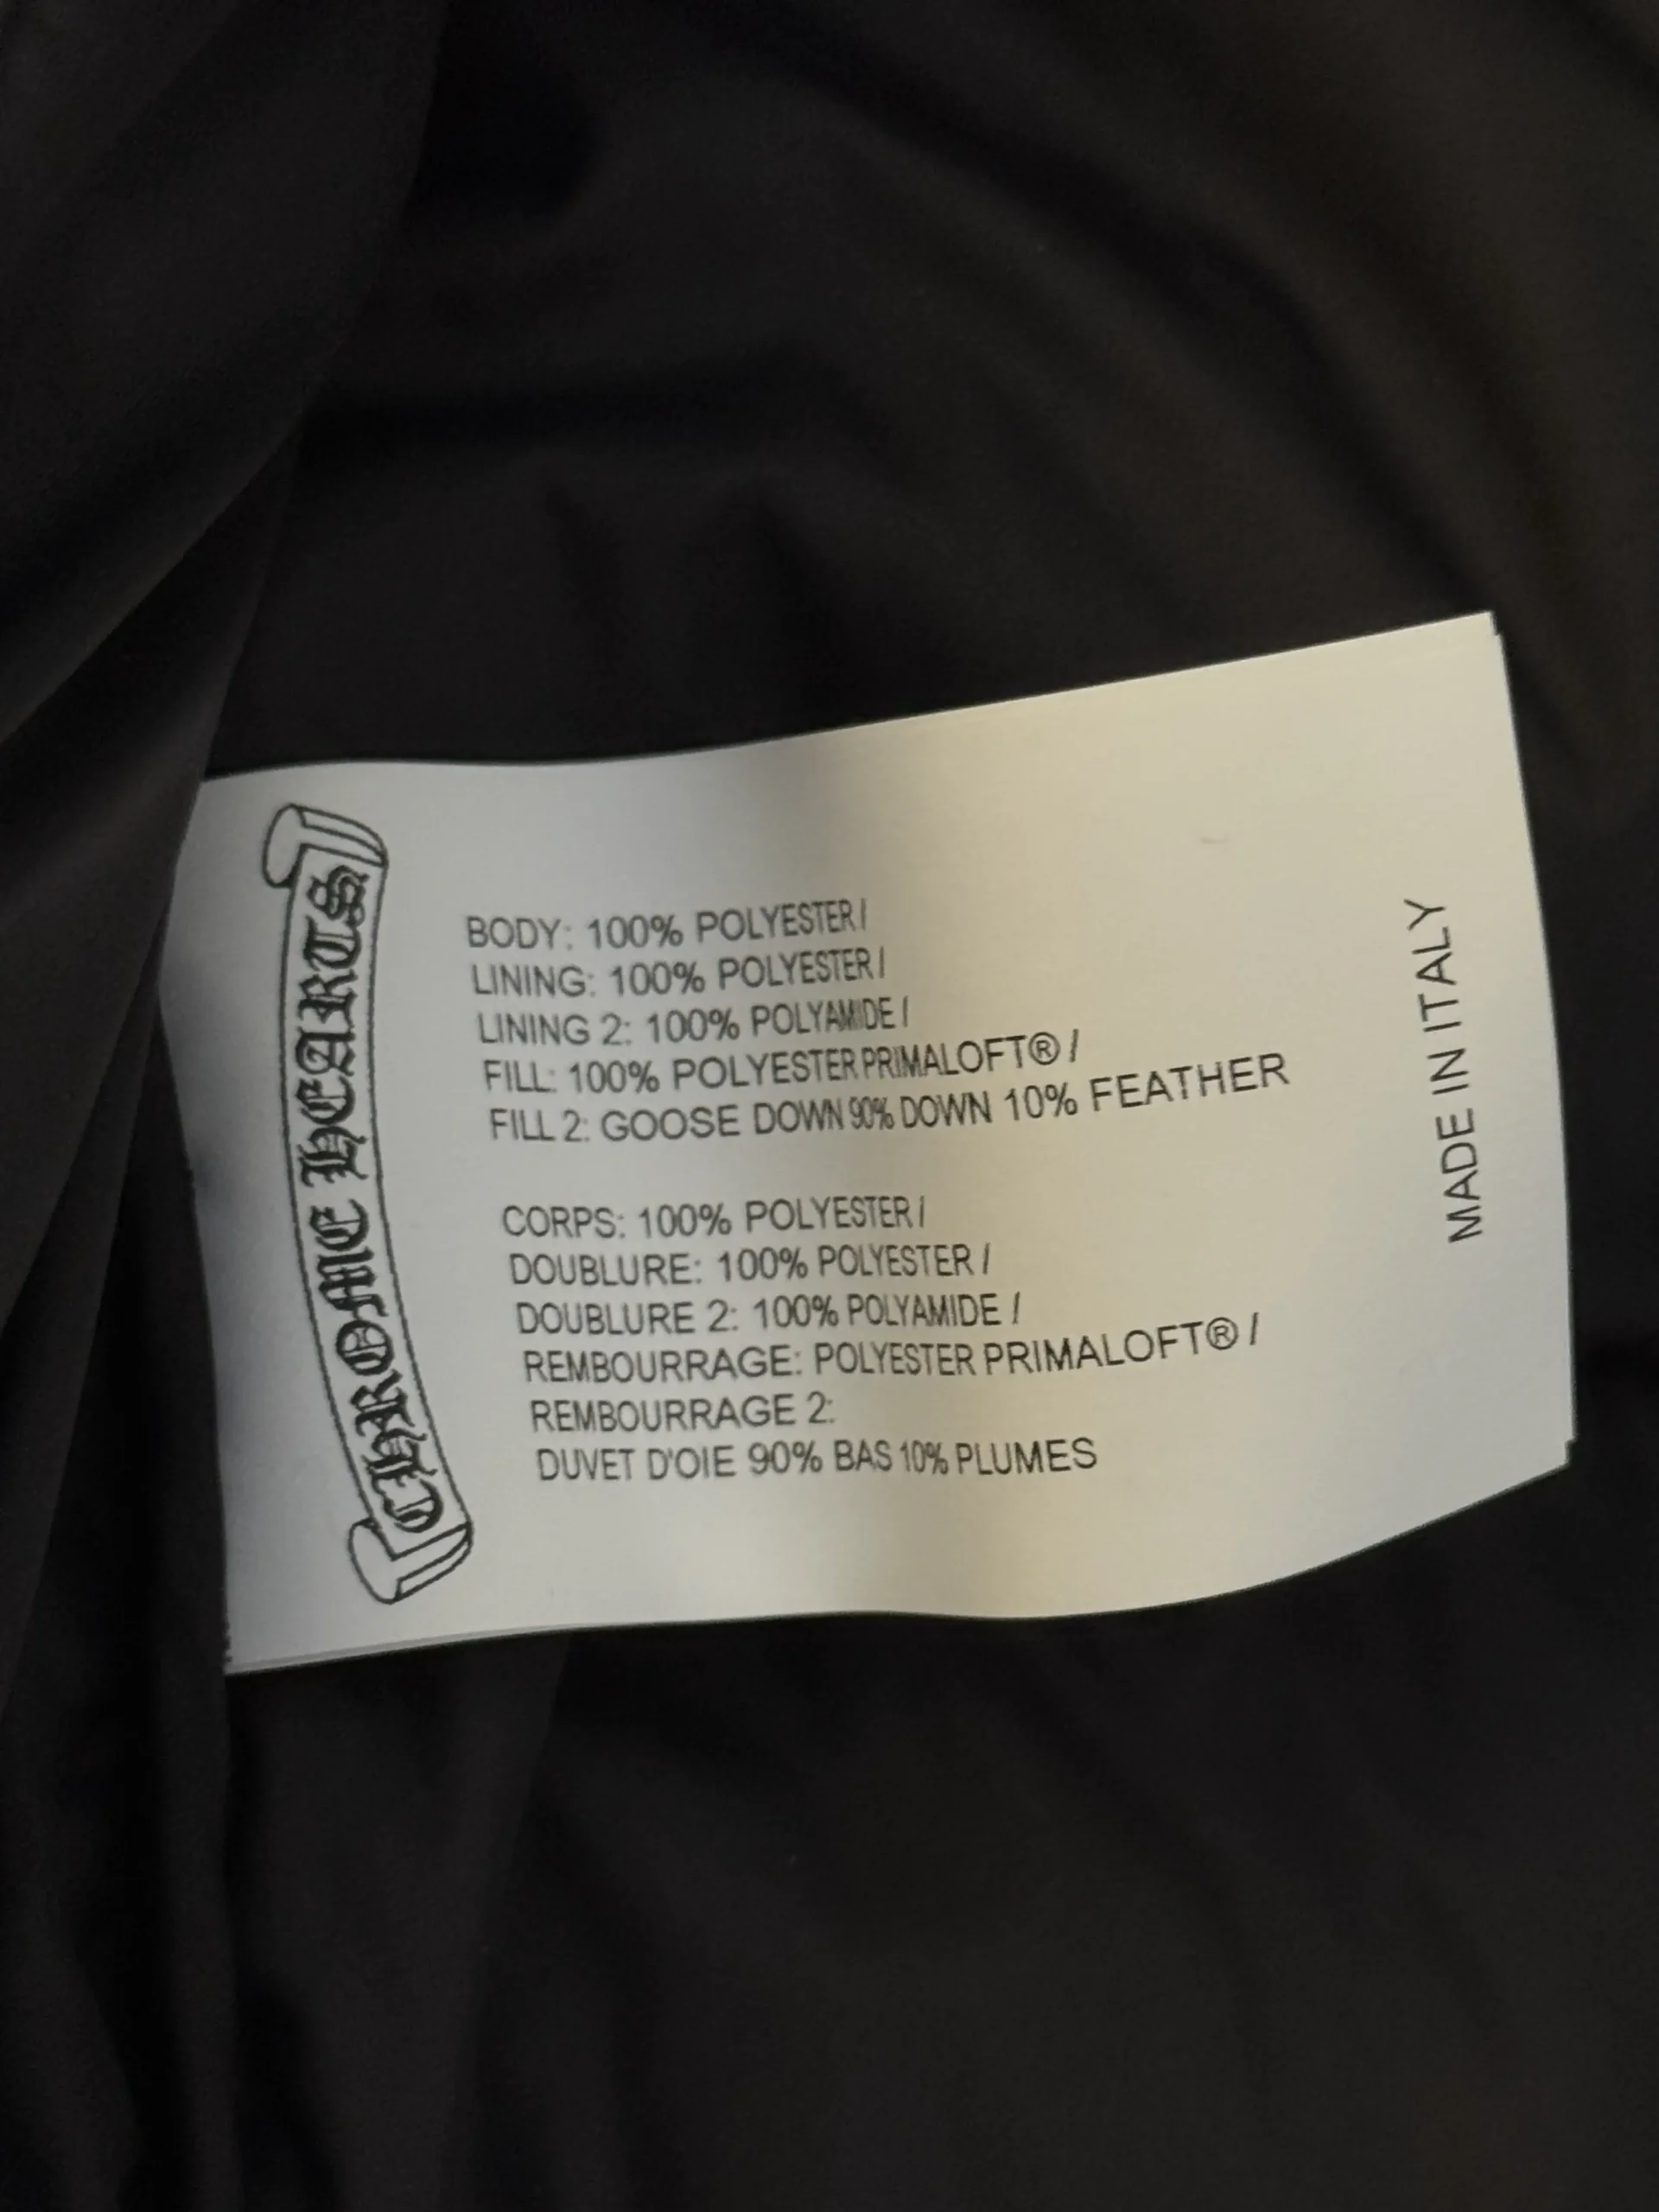 CHROME HEARTS
BODY: 100% POLYESTER /
LINING: 100% POLYESTER /
LINING 2: 100% POLYAMIDE /
FILL: 100% POLYESTER PRIMALOFT® /
FILL 2: GOOSE DOWN 90% DOWN 10% FEATHER
CORPS: 100% POLYESTER /
DOUBLURE: 100% POLYESTER /
DOUBLURE 2: 100% POLYAMIDE /
REMBOURRAGE: POLYESTER PRIMALOFT® /
REMBOURRAGE 2:
DUVET D'OIE 90% BAS 10% PLUMES
MADE IN ITALY